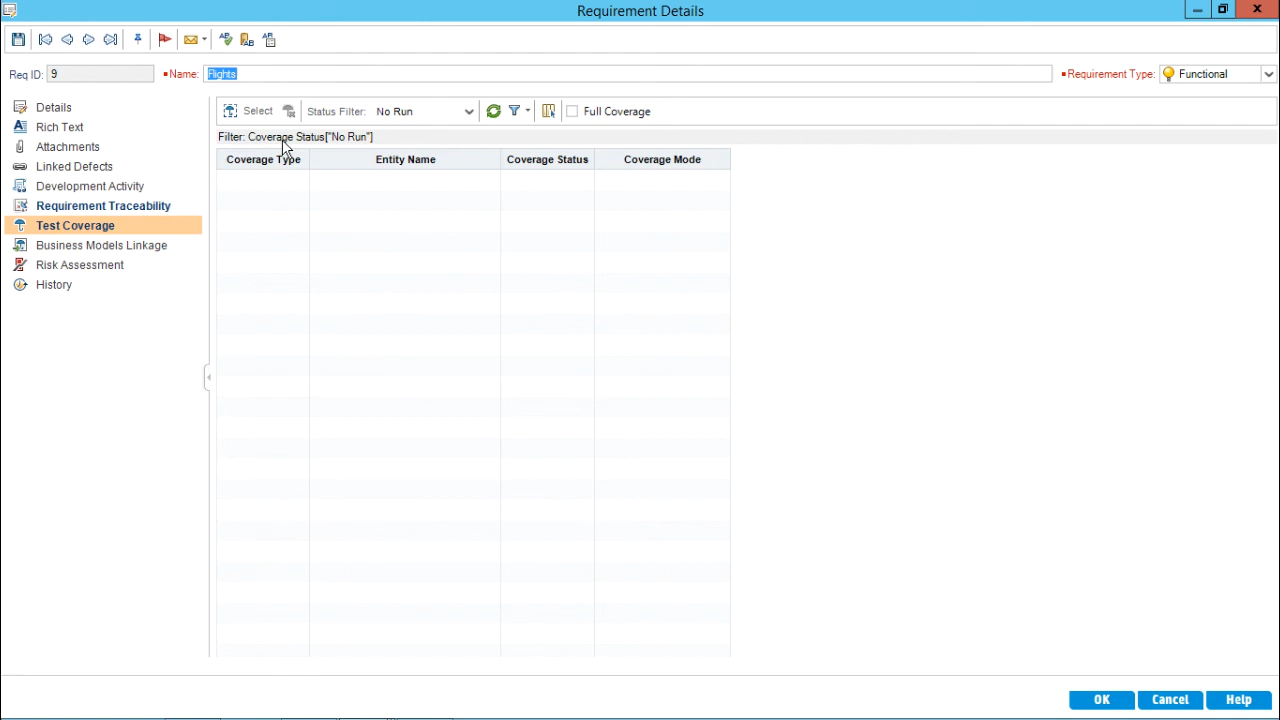 Requirement Details
Req ID: 9 Name: Flights Requirement Type: Functional
Details
Rich Text
Attachments
Linked Defects
Development Activity
Requirement Traceability
Test Coverage
Business Models Linkage
Risk Assessment
History
Select Status Filter: No Run Full Coverage
Filter: Coverage Status["No Run"]
Coverage Type Entity Name Coverage Status Coverage Mode
OK Cancel Help